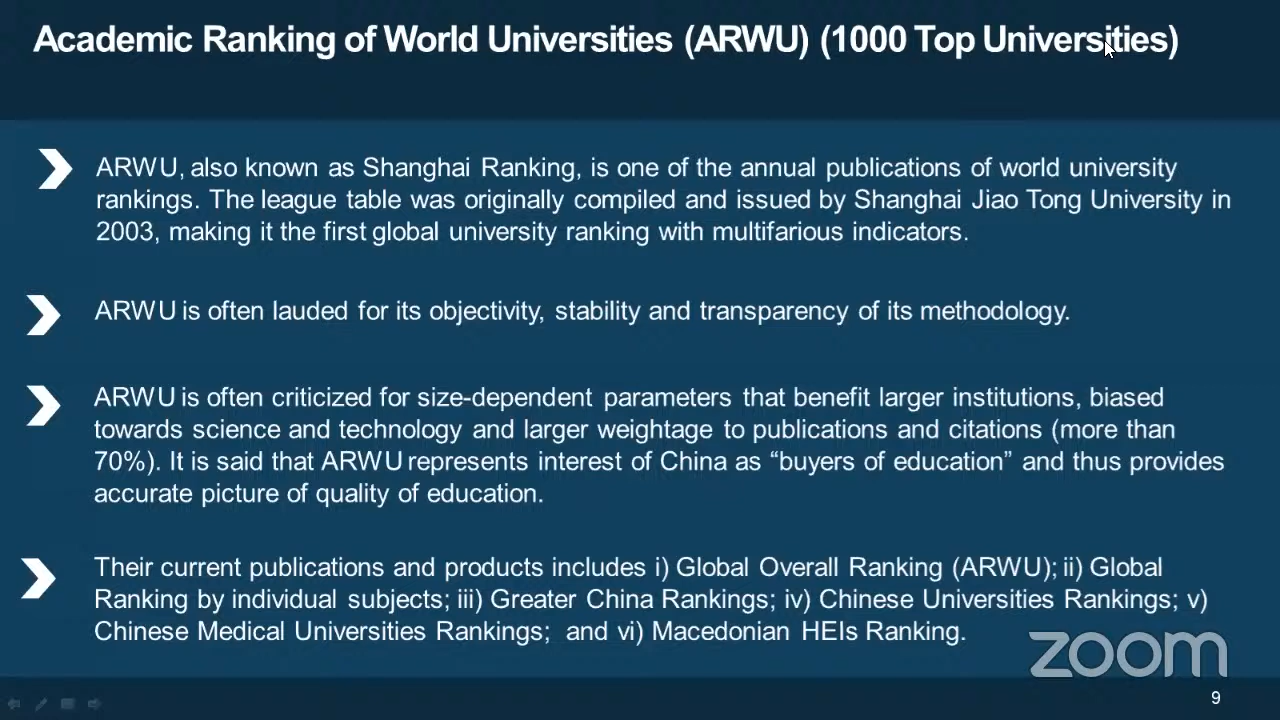 Academic Ranking of World Universities (ARWU) (1000 Top Universities)
ARWU, also known as Shanghai Ranking, is one of the annual publications of world university
rankings. The league table was originally compiled and issued by Shanghai Jiao Tong University in
2003, making it the first global university ranking with multifarious indicators.
ARWU is often lauded for its objectivity, stability and transparency of its methodology.
ARWU is often criticized for size-dependent parameters that benefit larger institutions, biased
towards science and technology and larger weightage to publications and citations (more than
70%). It is said that ARWU represents interest of China as “buyers of education” and thus provides
accurate picture of quality of education.
Their current publications and products includes i) Global Overall Ranking (ARWU); ii) Global
Ranking by individual subjects; iii) Greater China Rankings; iv) Chinese Universities Rankings; v)
Chinese Medical Universities Rankings; and vi) Macedonian HEIs Ranking.
zoom
9